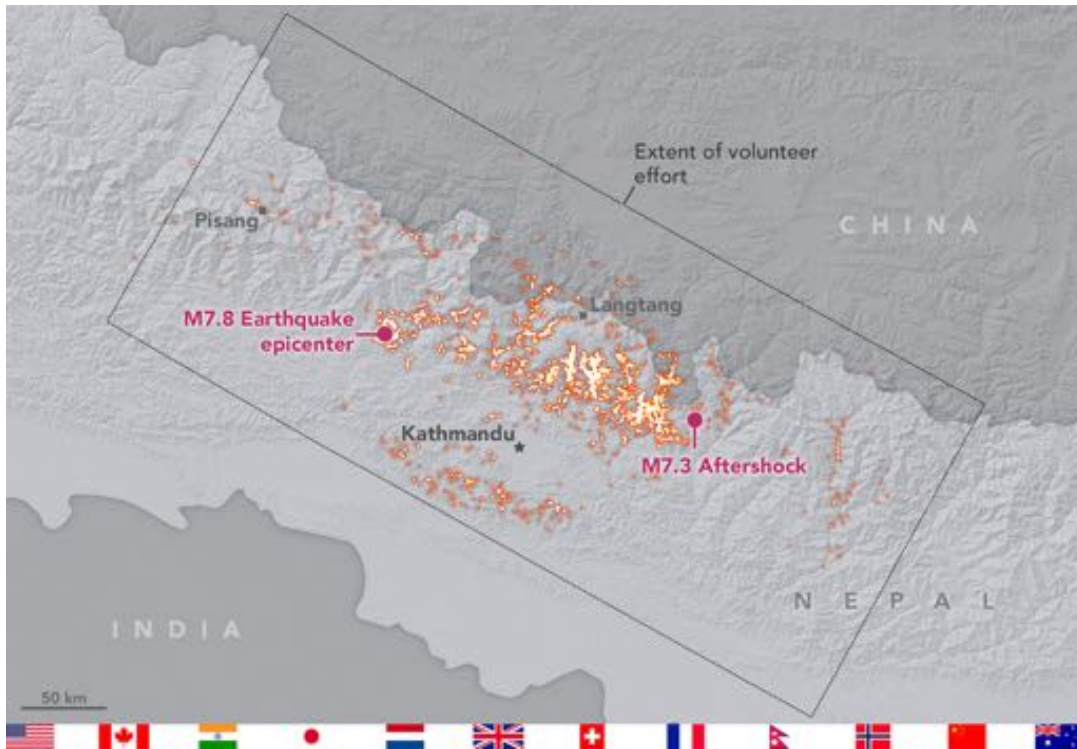 Extent of volunteer
effort
CHINA
Pisang
Langtang
M7.8 Earthquake
epicenter
Kathmandu
M7.3 Aftershock
NEPAL
INDIA
50 km